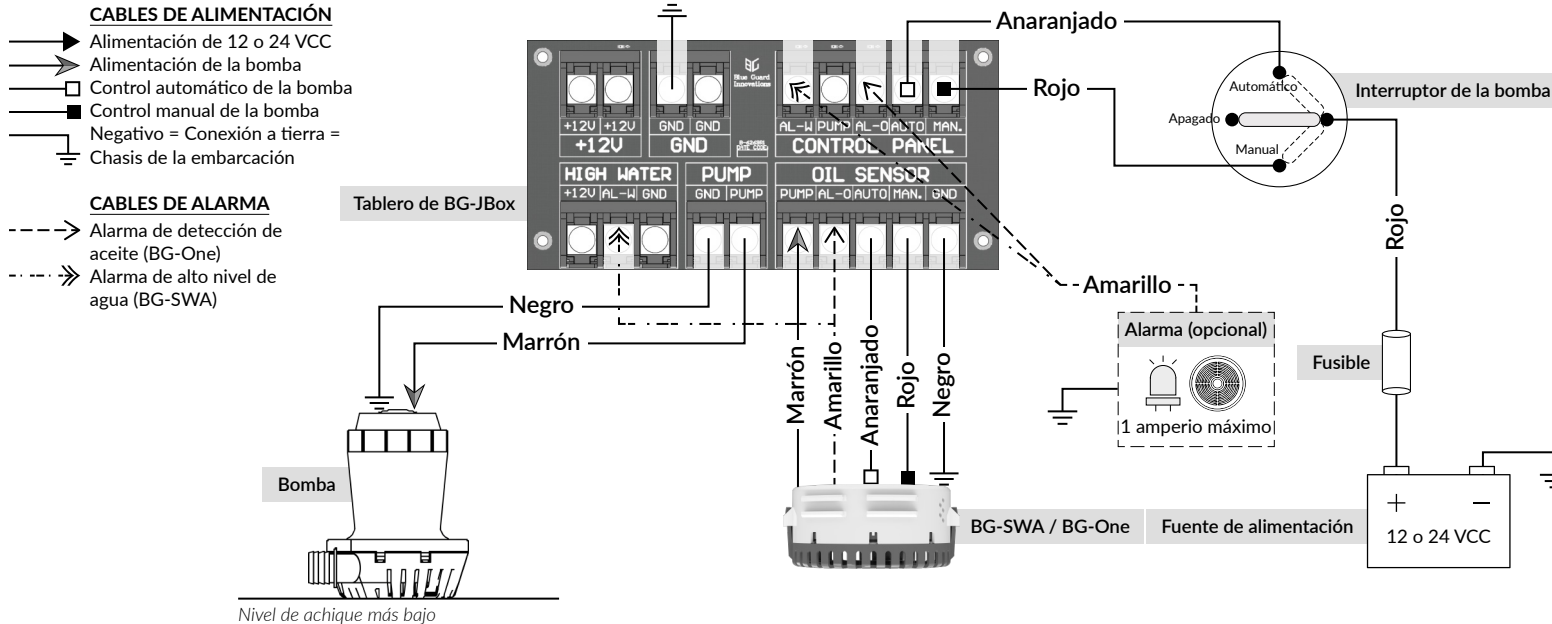 CABLES DE ALIMENTACIÓN
Alimentación de 12 o 24 VCC
Alimentación de la bomba
Control automático de la bomba
Control manual de la bomba
Negativo = Conexión a tierra =
Chasis de la embarcación
CABLES DE ALARMA
Alarma de detección de
aceite (BG-One)
Alarma de alto nivel de
agua (BG-SWA)
Tablero de BG-JBox
Blue Guard
Innovations
+12V +12V GND GND AL-W PUMP AL-O AUTO MAN.
+12V GND CONTROL PANEL
HIGH WATER PUMP OIL SENSOR
+12V AL-W GND GND PUMP PUMP AL-O AUTO MAN. GND
Anaranjado
Rojo
Automático
Apagado
Manual
Interruptor de la bomba
Rojo
Negro
Marrón
Marrón
Amarillo
Anaranjado
Rojo
Negro
Amarillo
Alarma (opcional)
1 amperio máximo
Fusible
Bomba
BG-SWA / BG-One
Fuente de alimentación
+ −
12 o 24 VCC
Nivel de achique más bajo